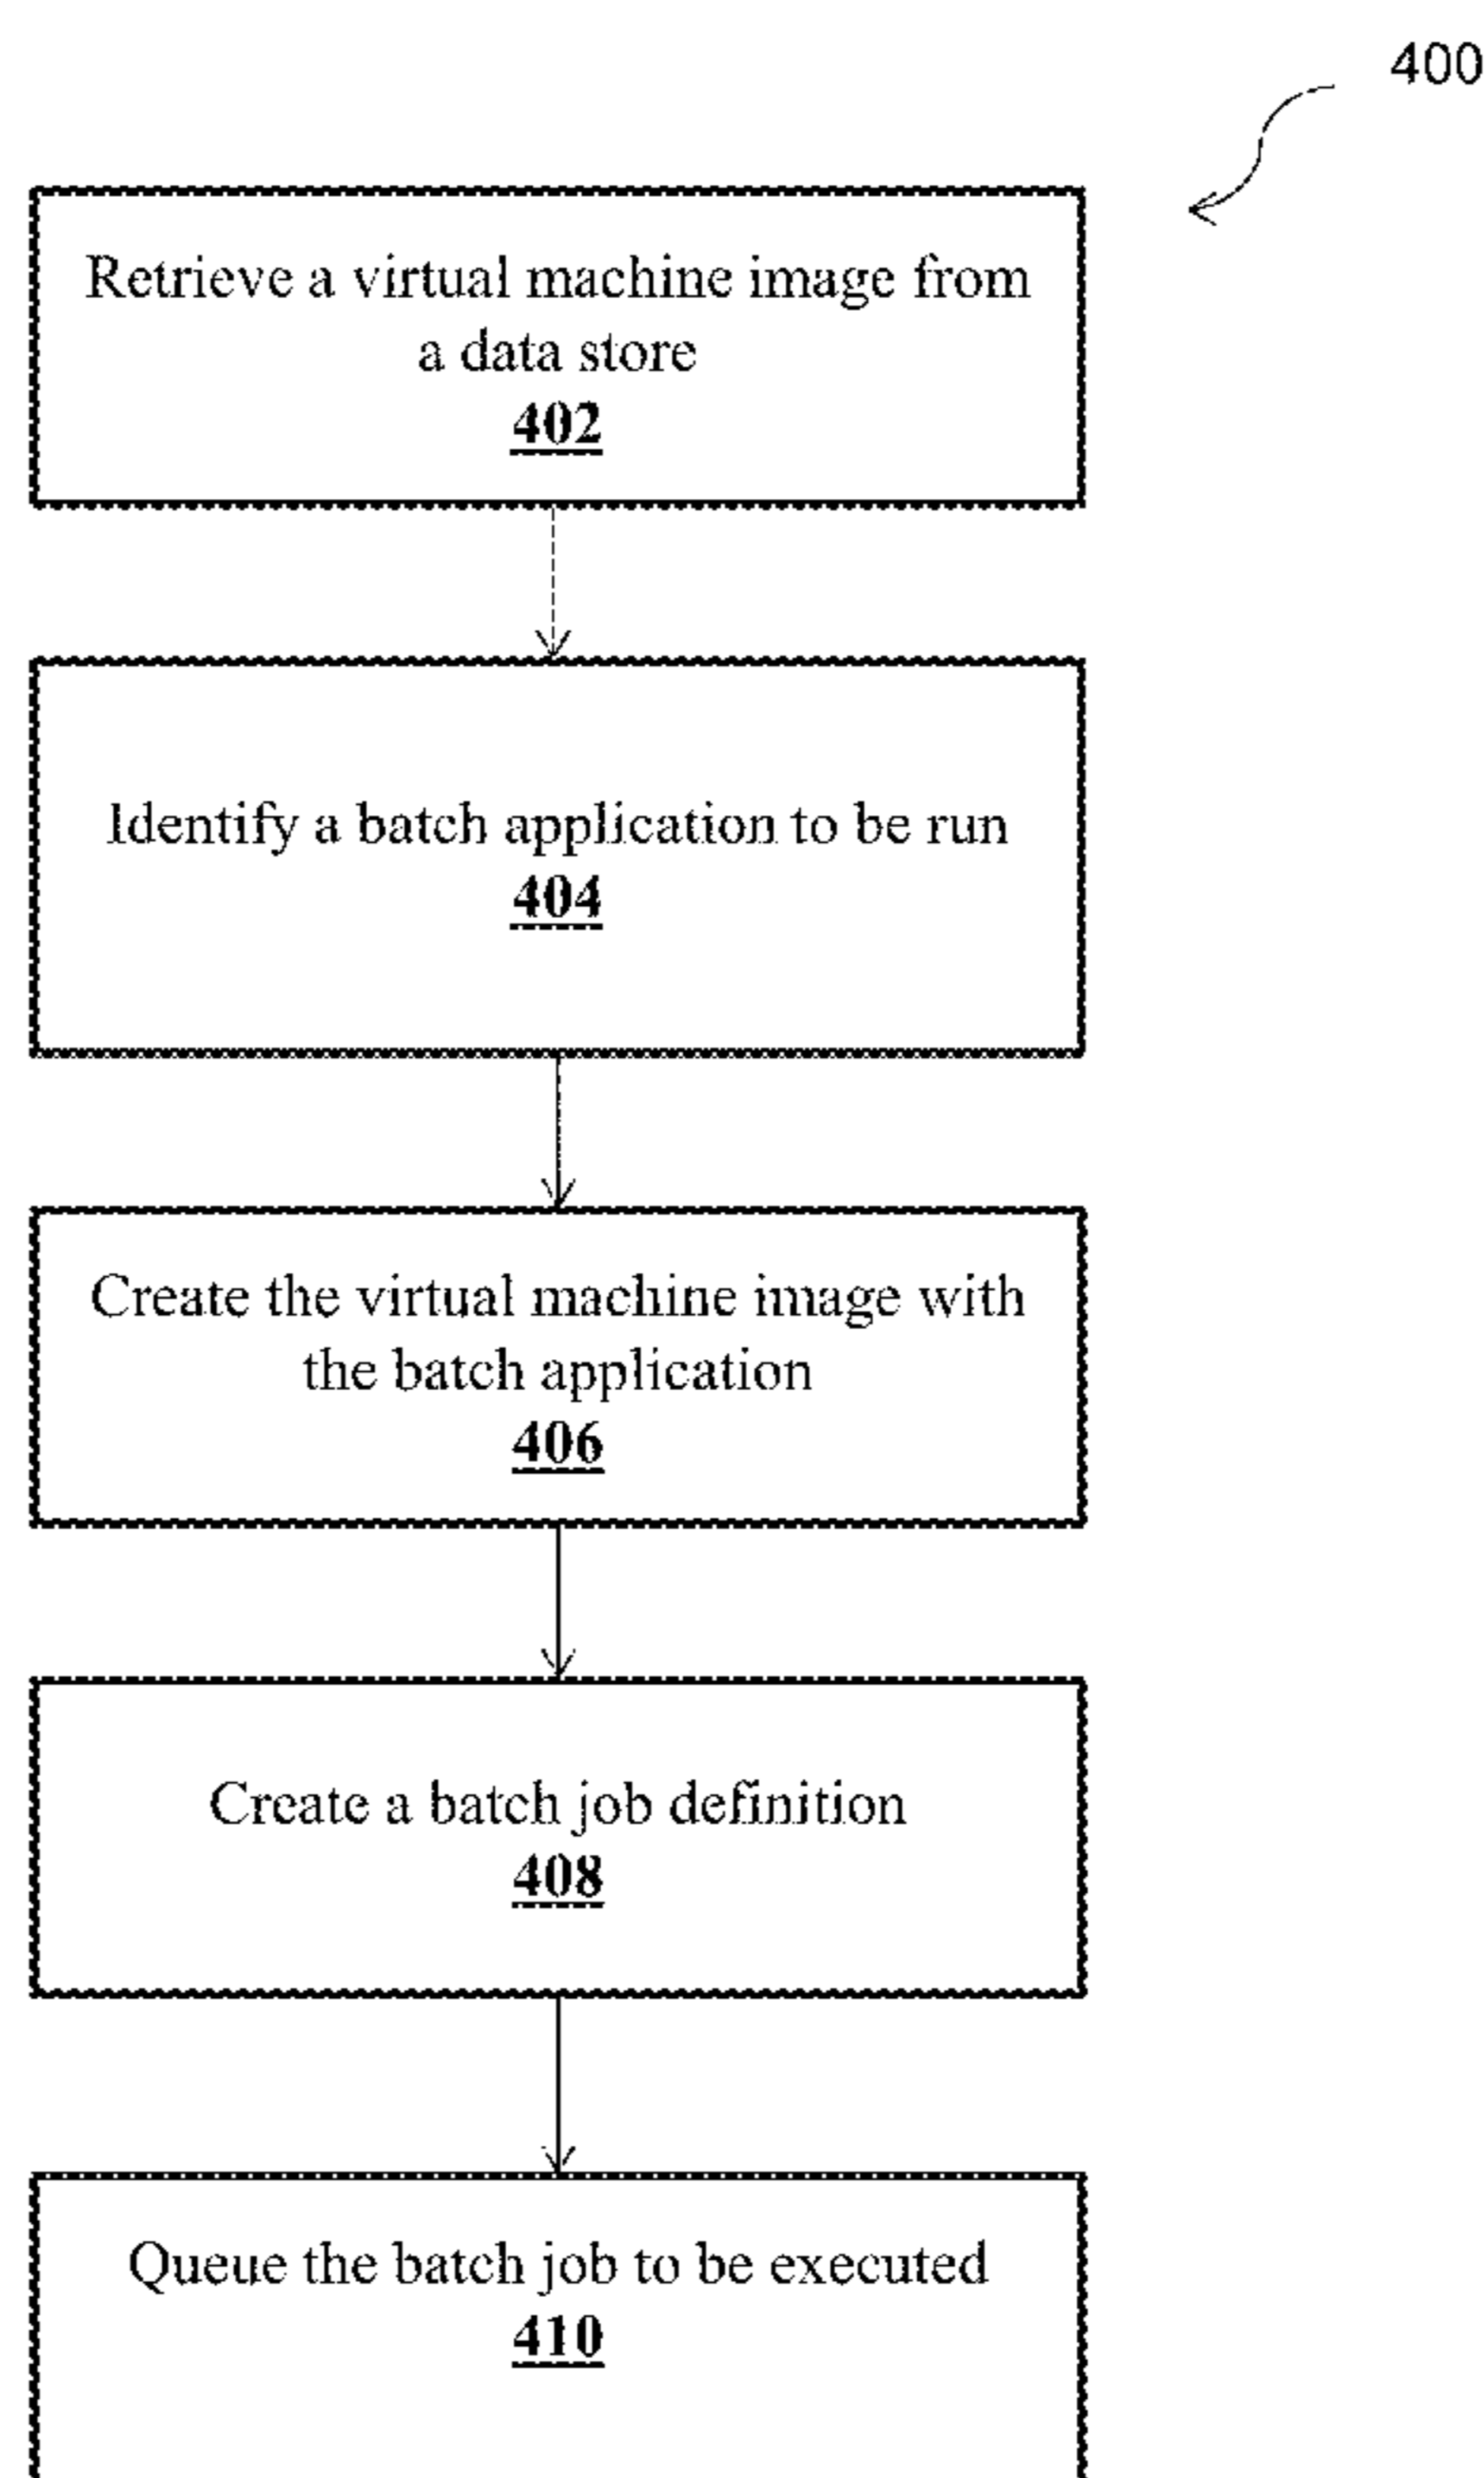 400
Retrieve a virtual machine image from
a data store
402
Identify a batch application to be run
404
Create the virtual machine image with
the batch application
406
Create a batch job definition
408
Queue the batch job to be executed
410